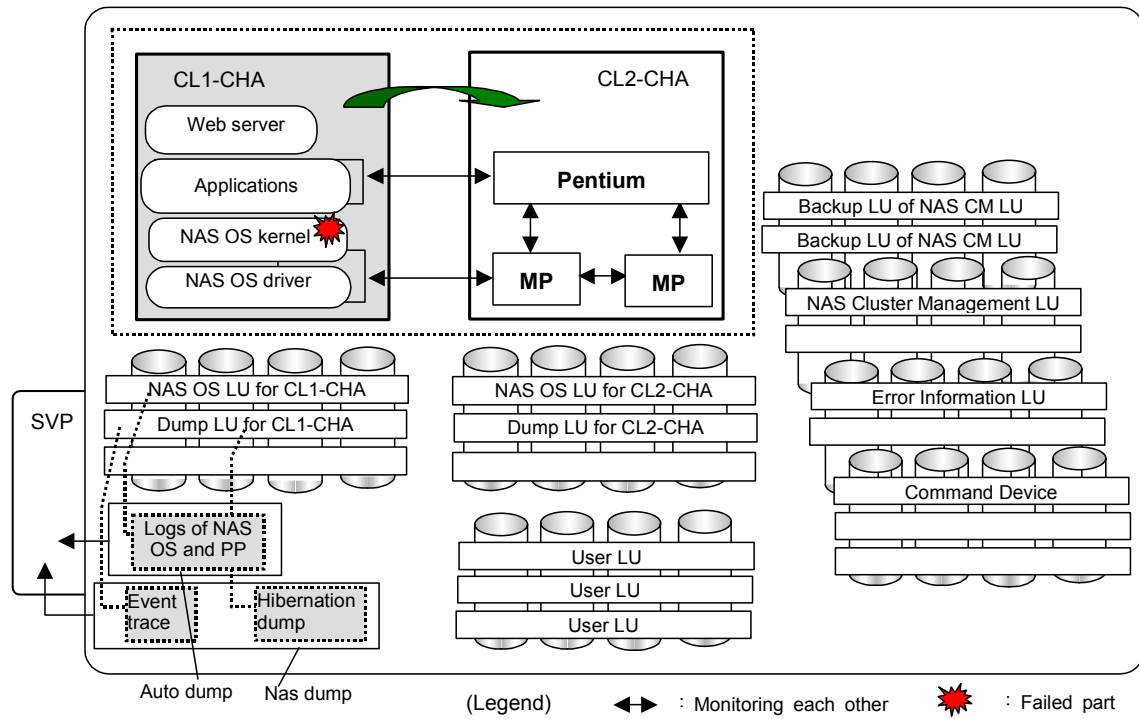 CL1-CHA
Web server
Applications
NAS OS kernel
NAS OS driver
CL2-CHA
Pentium
MP
MP
Backup LU of NAS CM LU
Backup LU of NAS CM LU
NAS Cluster Management LU
Error Information LU
Command Device
NAS OS LU for CL1-CHA
Dump LU for CL1-CHA
NAS OS LU for CL2-CHA
Dump LU for CL2-CHA
User LU
User LU
User LU
SVP
Logs of NAS
OS and PP
Event
trace
Hibernation
dump
Auto dump
Nas dump
(Legend)
: Monitoring each other
: Failed part